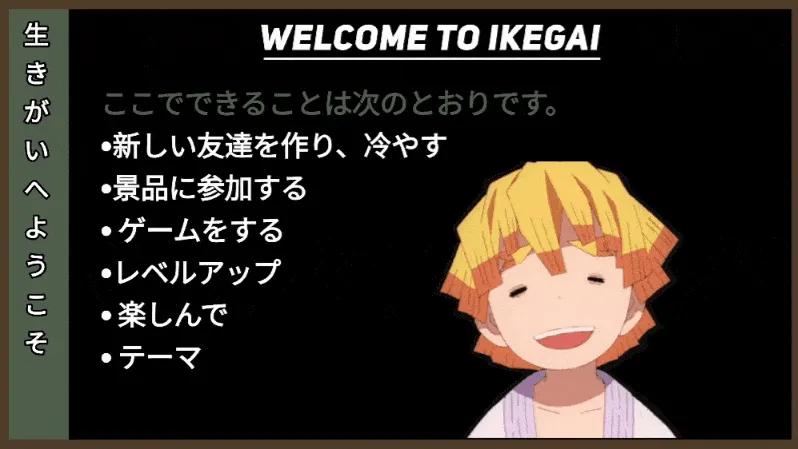 生きがいへようこそ
WELCOME TO IKEGAI
ここでできることは次のとおりです。
•新しい友達を作り、冷やす
•景品に参加する
• ゲームをする
•レベルアップ
• 楽しんで
• テーマ